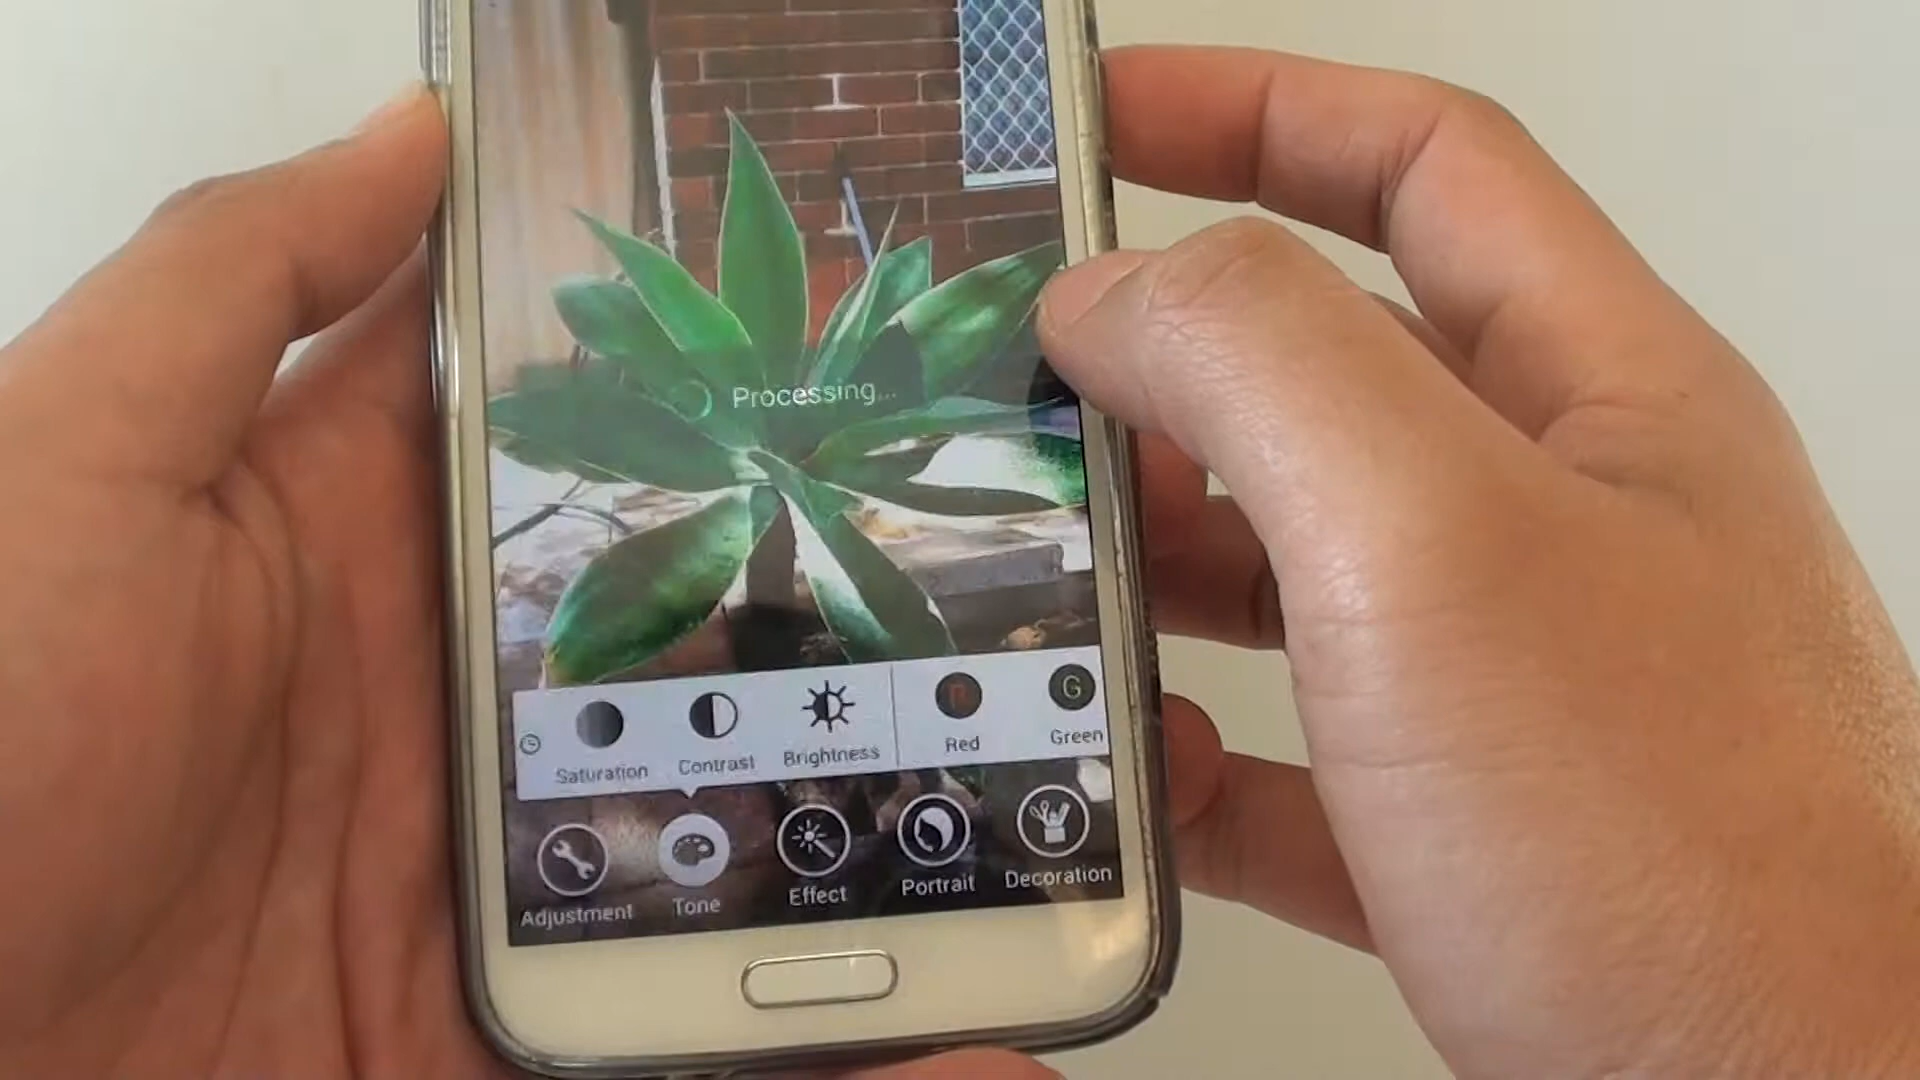 Processing...
Saturation
Contrast
Brightness
R
Red
G
Green
Adjustment
Tone
Effect
Portrait
Decoration